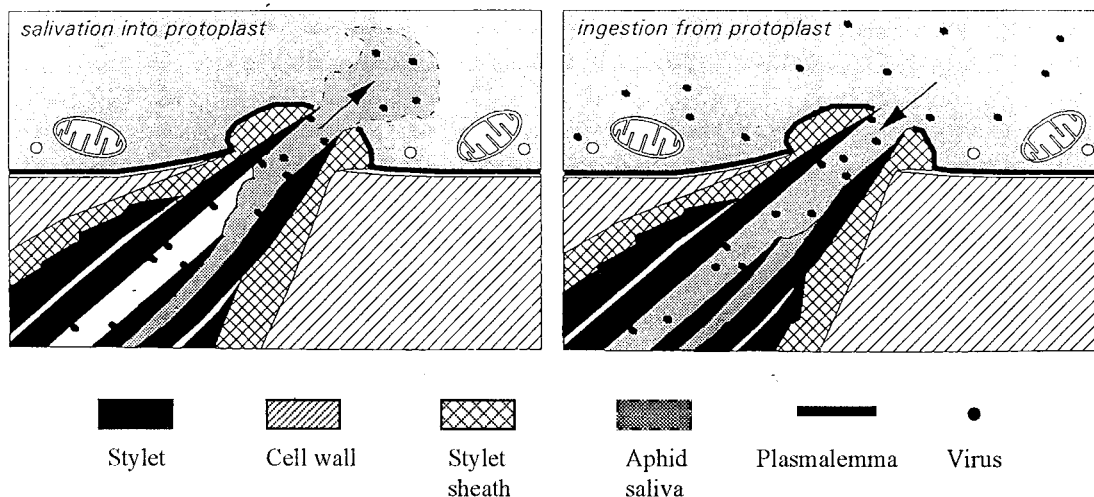 salivation into protoplast
ingestion from protoplast
Stylet
Cell wall
Stylet
sheath
Aphid
saliva
Plasmalemma
Virus